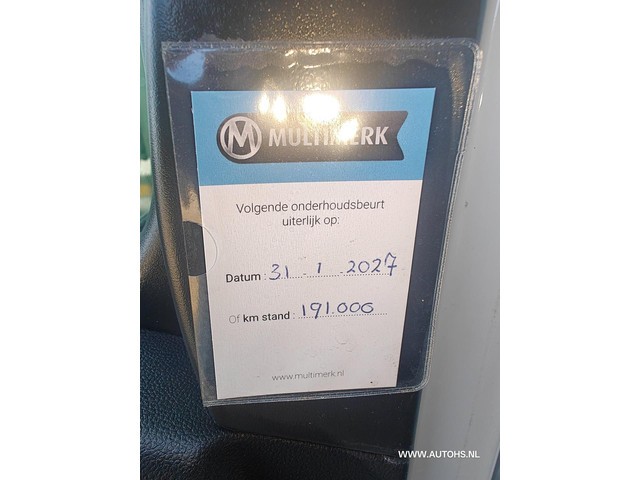 M MULTIMERK
Volgende onderhoudsbeurt
uiterlijk op:
Datum : 31 . 1 . 2027
Of km stand : 191.000
www.multimerk.nl
WWW.AUTOHS.NL